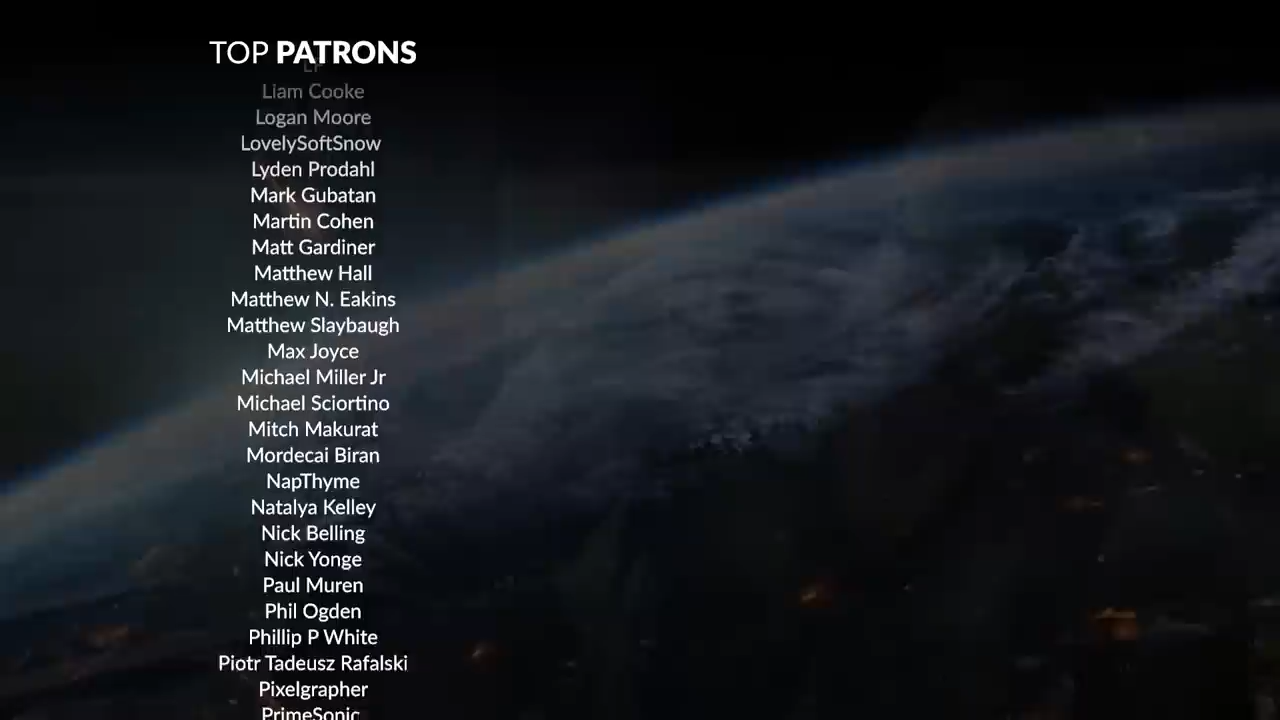 TOP PATRONS
Liam Cooke
Logan Moore
LovelySoftSnow
Lyden Prodahl
Mark Gubatan
Martin Cohen
Matt Gardiner
Matthew Hall
Matthew N. Eakins
Matthew Slaybaugh
Max Joyce
Michael Miller Jr
Michael Sciortino
Mitch Makurat
Mordecai Biran
NapThyme
Natalya Kelley
Nick Belling
Nick Yonge
Paul Muren
Phil Ogden
Phillip P White
Piotr Tadeusz Rafalski
Pixelgrapher
PrimeSonic